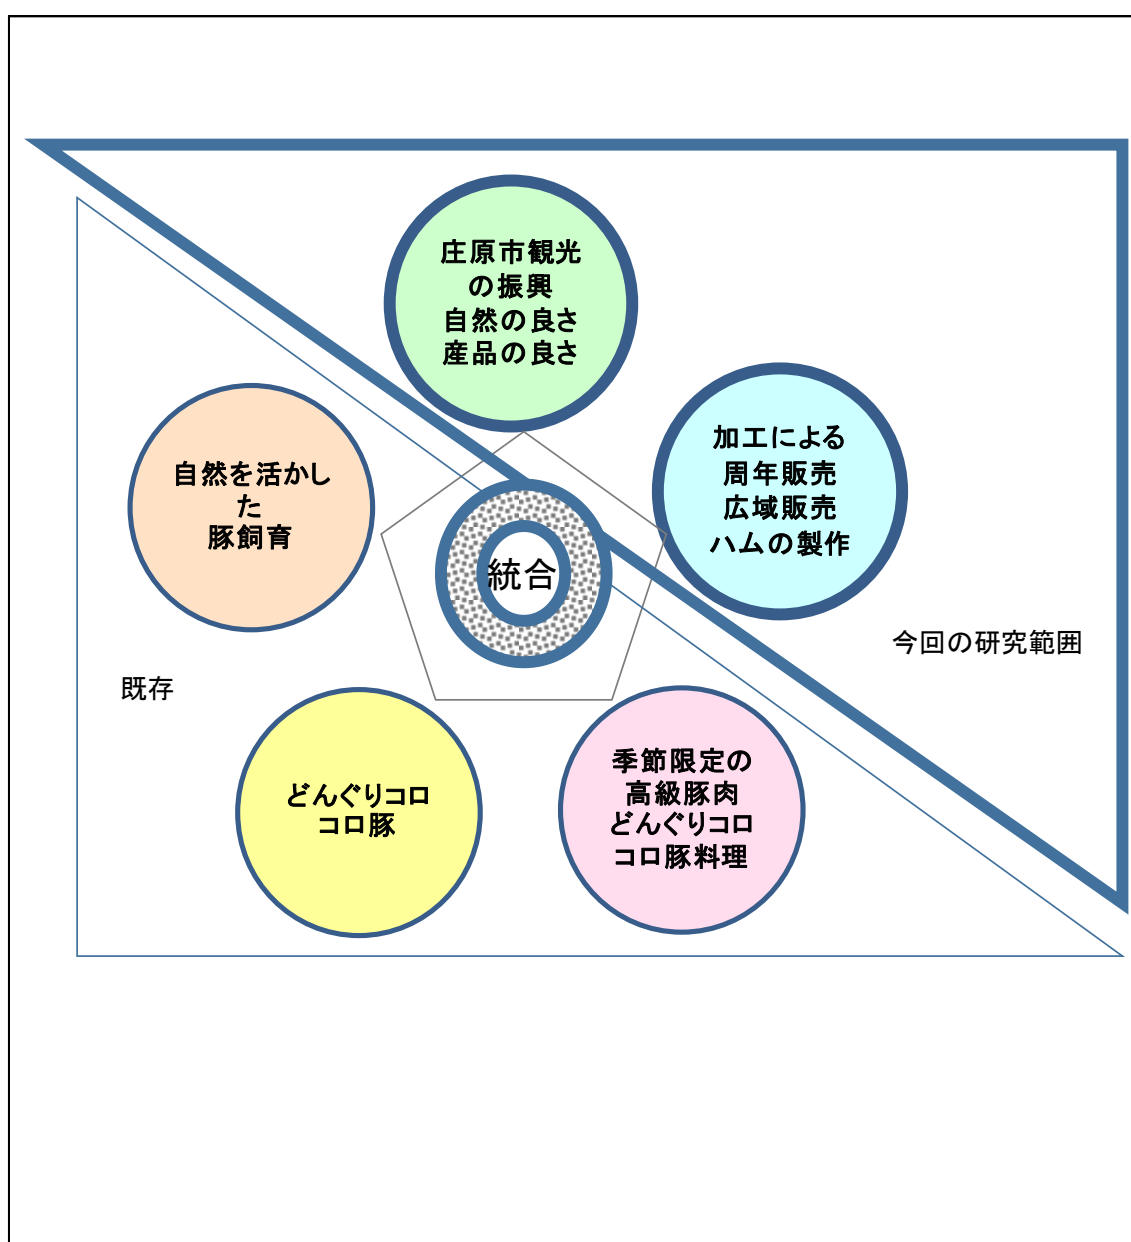 庄原市観光
の振興
自然の良さ
産品の良さ
加工による
周年販売
広域販売
ハムの製作
自然を活かし
た
豚飼育
統合
今回の研究範囲
既存
どんぐりコロ
コロ豚
季節限定の
高級豚肉
どんぐりコロ
コロ豚料理